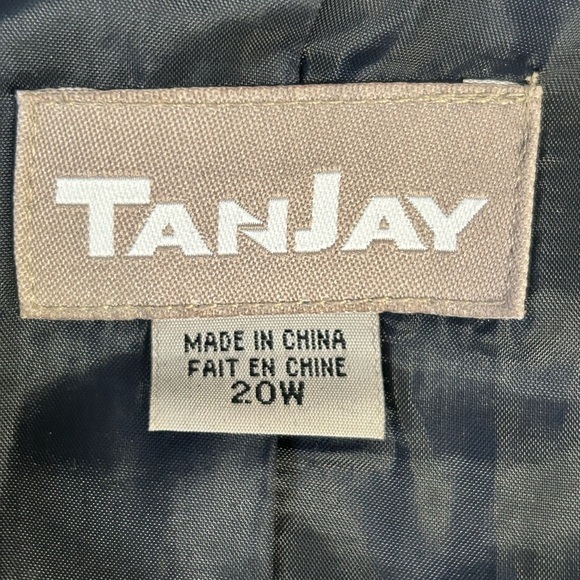 TANJAY
MADE IN CHINA
FAIT EN CHINE
20W